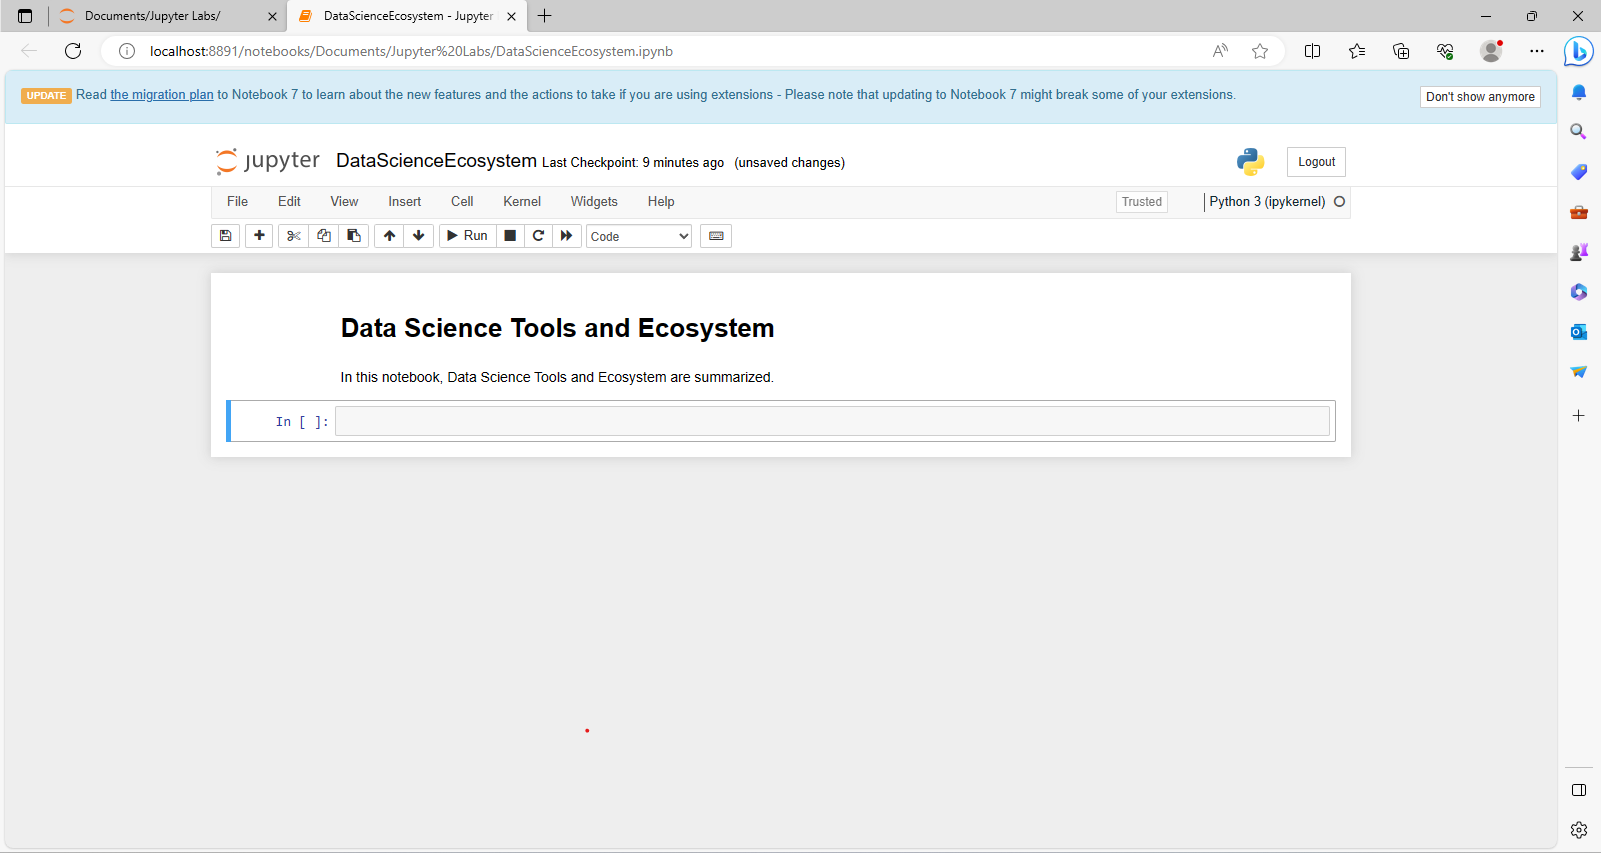 Documents/Jupyter Labs/
DataScienceEcosystem - Jupyter
localhost:8891/notebooks/Documents/Jupyter%20Labs/DataScienceEcosystem.ipynb
UPDATE Read the migration plan to Notebook 7 to learn about the new features and the actions to take if you are using extensions - Please note that updating to Notebook 7 might break some of your extensions.
Don't show anymore
jupyter DataScienceEcosystem Last Checkpoint: 9 minutes ago (unsaved changes)
Logout
File Edit View Insert Cell Kernel Widgets Help
Trusted
Python 3 (ipykernel)
Run
Code
Data Science Tools and Ecosystem
In this notebook, Data Science Tools and Ecosystem are summarized.
In [ ]: